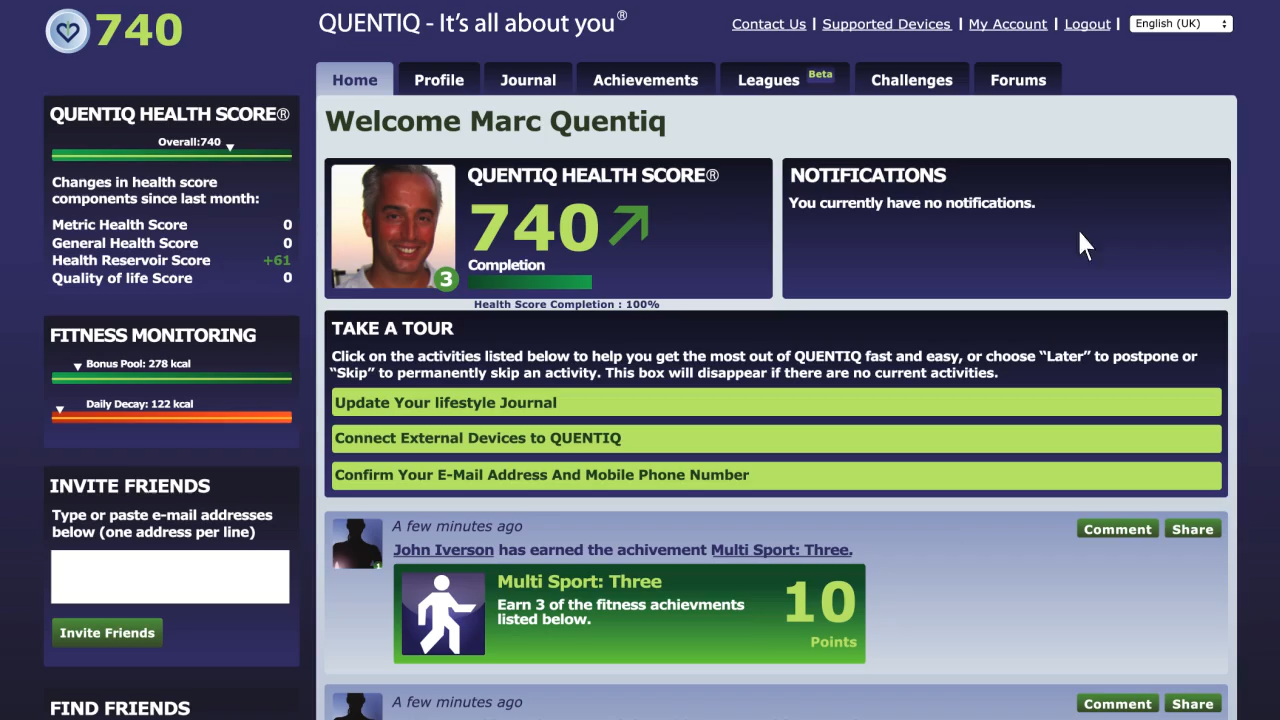 740
QUENTIQ - It's all about you®
Contact Us | Supported Devices | My Account | Logout | English (UK)
Home
Profile
Journal
Achievements
Leagues Beta
Challenges
Forums
QUENTIQ HEALTH SCORE®
Overall:740
Changes in health score
components since last month:
Metric Health Score 0
General Health Score 0
Health Reservoir Score +61
Quality of life Score 0
FITNESS MONITORING
Bonus Pool: 278 kcal
Daily Decay: 122 kcal
INVITE FRIENDS
Type or paste e-mail addresses
below (one address per line)
Invite Friends
FIND FRIENDS
Welcome Marc Quentiq
3
QUENTIQ HEALTH SCORE®
740
Completion
Health Score Completion : 100%
NOTIFICATIONS
You currently have no notifications.
TAKE A TOUR
Click on the activities listed below to help you get the most out of QUENTIQ fast and easy, or choose “Later” to postpone or
“Skip” to permanently skip an activity. This box will disappear if there are no current activities.
Update Your lifestyle Journal
Connect External Devices to QUENTIQ
Confirm Your E-Mail Address And Mobile Phone Number
1
A few minutes ago
Comment
Share
John Iverson has earned the achivement Multi Sport: Three.
Multi Sport: Three
Earn 3 of the fitness achievments
listed below.
10
Points
A few minutes ago
Comment
Share